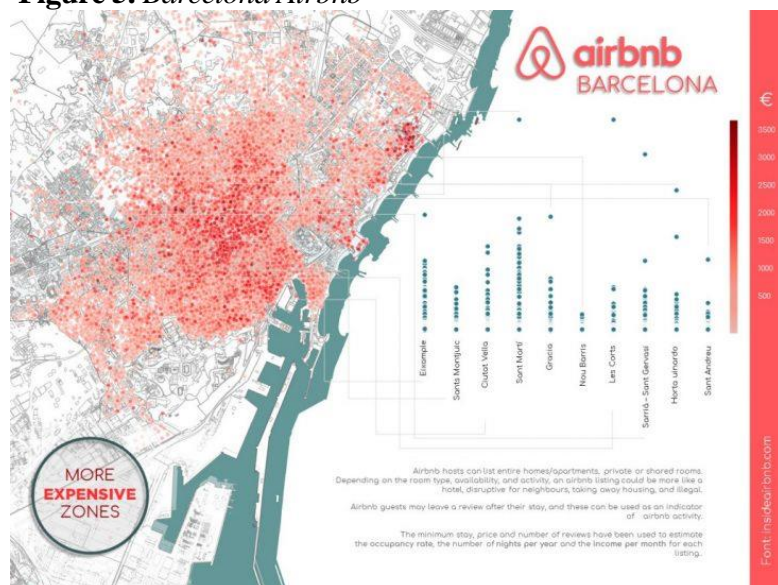 Figure 3. Barcelona Airbnb
airbnb
BARCELONA
€
3500
3000
2500
2000
1500
1000
500
Eixample
Sants Montjuic
Ciutat Vella
Sant Martí
Gracia
Nou Barris
Les Corts
Sarriá - Sant Gervasi
Horta uinardo
Sant Andreu
MORE
EXPENSIVE
ZONES
Airbnb hosts can list entire homes/apartments, private or shared rooms.
Depending on the room type, availability, and activity, an airbnb listing could be more like a
hotel, disruptive for neighbours, taking away housing, and illegal.
Airbnb guests may leave a review after their stay, and these can be used as an indicator
of airbnb activity.
The minimum stay, price and number of reviews have been used to estimate
the occupancy rate, the number of nights per year and the income per month for each
listing..
Font: insideairbnb.com